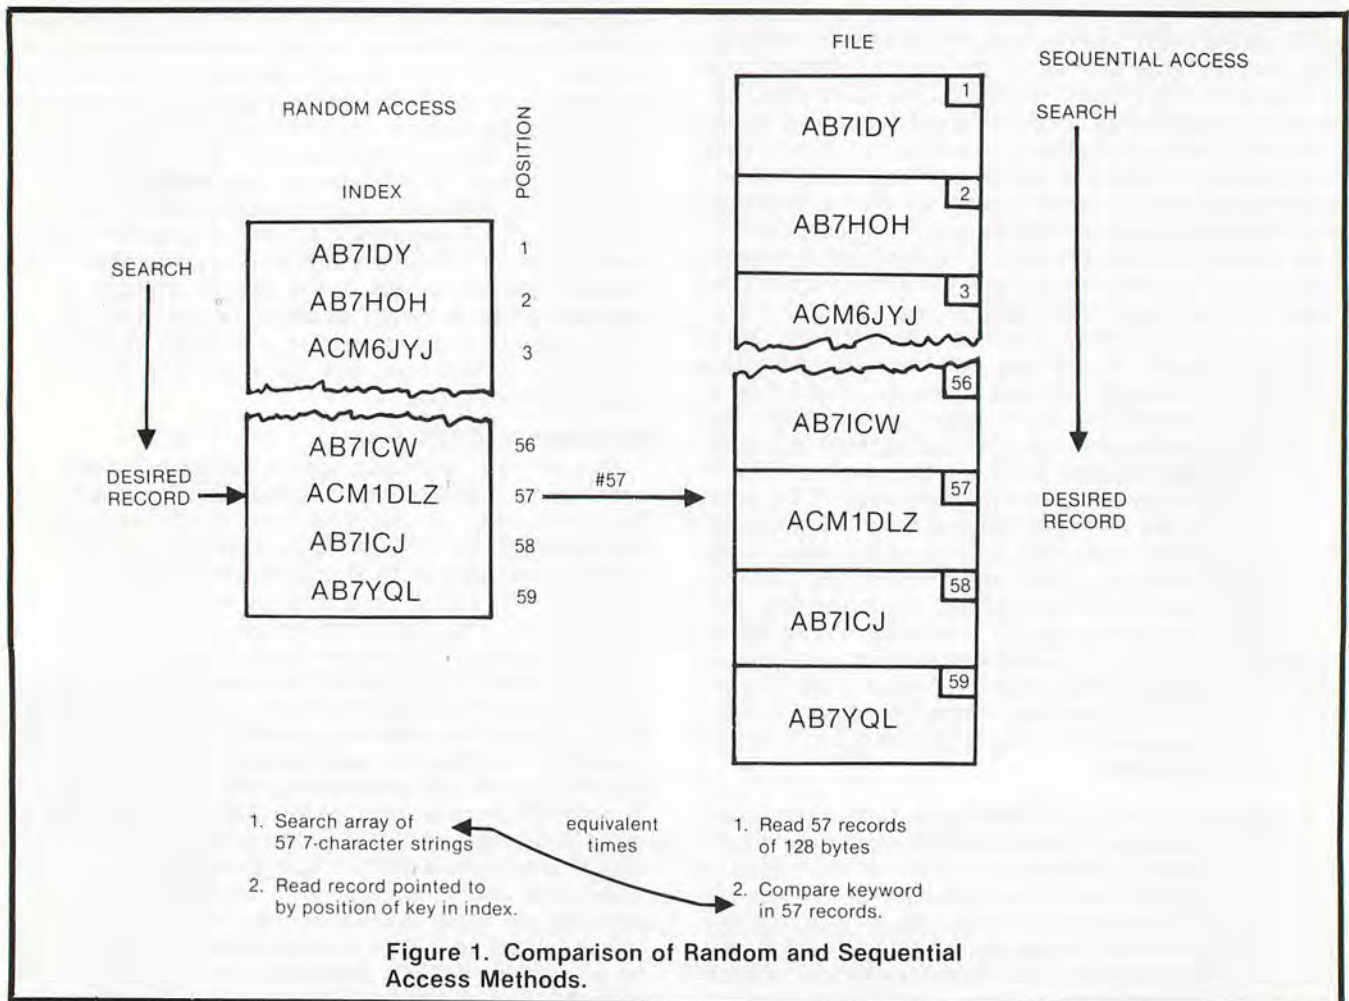 RANDOM ACCESS
INDEX
POSITION
SEARCH
AB7IDY 1
AB7HOH 2
ACM6JYJ 3
AB7ICW 56
DESIRED
RECORD
ACM1DLZ 57
#57
AB7ICJ 58
AB7YQL 59
FILE
1
AB7IDY
2
AB7HOH
3
ACM6JYJ
56
AB7ICW
57
ACM1DLZ
58
AB7ICJ
59
AB7YQL
SEQUENTIAL ACCESS
SEARCH
DESIRED
RECORD
1. Search array of
57 7-character strings
2. Read record pointed to
by position of key in index.
equivalent
times
1. Read 57 records
of 128 bytes
2. Compare keyword
in 57 records.
Figure 1. Comparison of Random and Sequential
Access Methods.